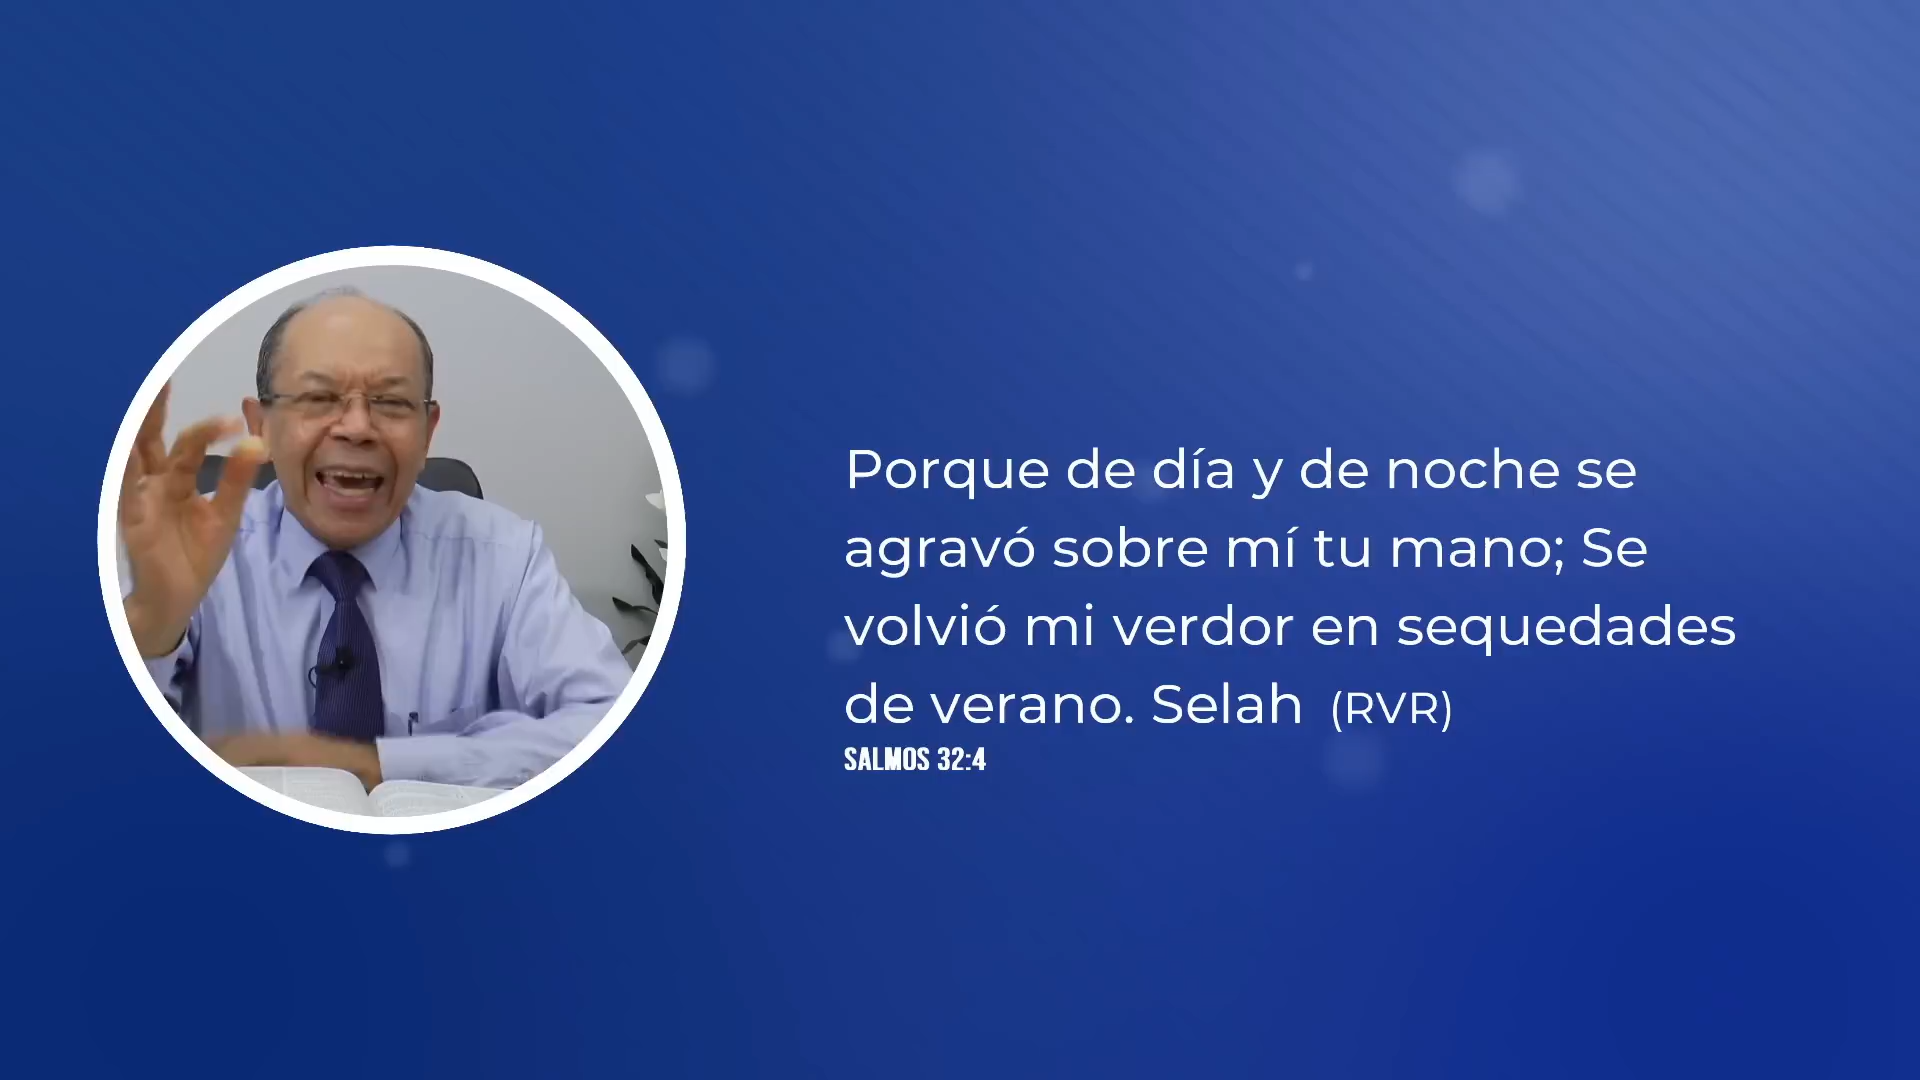 Porque de día y de noche se
agravó sobre mí tu mano; Se
volvió mi verdor en sequedades
de verano. Selah (RVR)
SALMOS 32:4